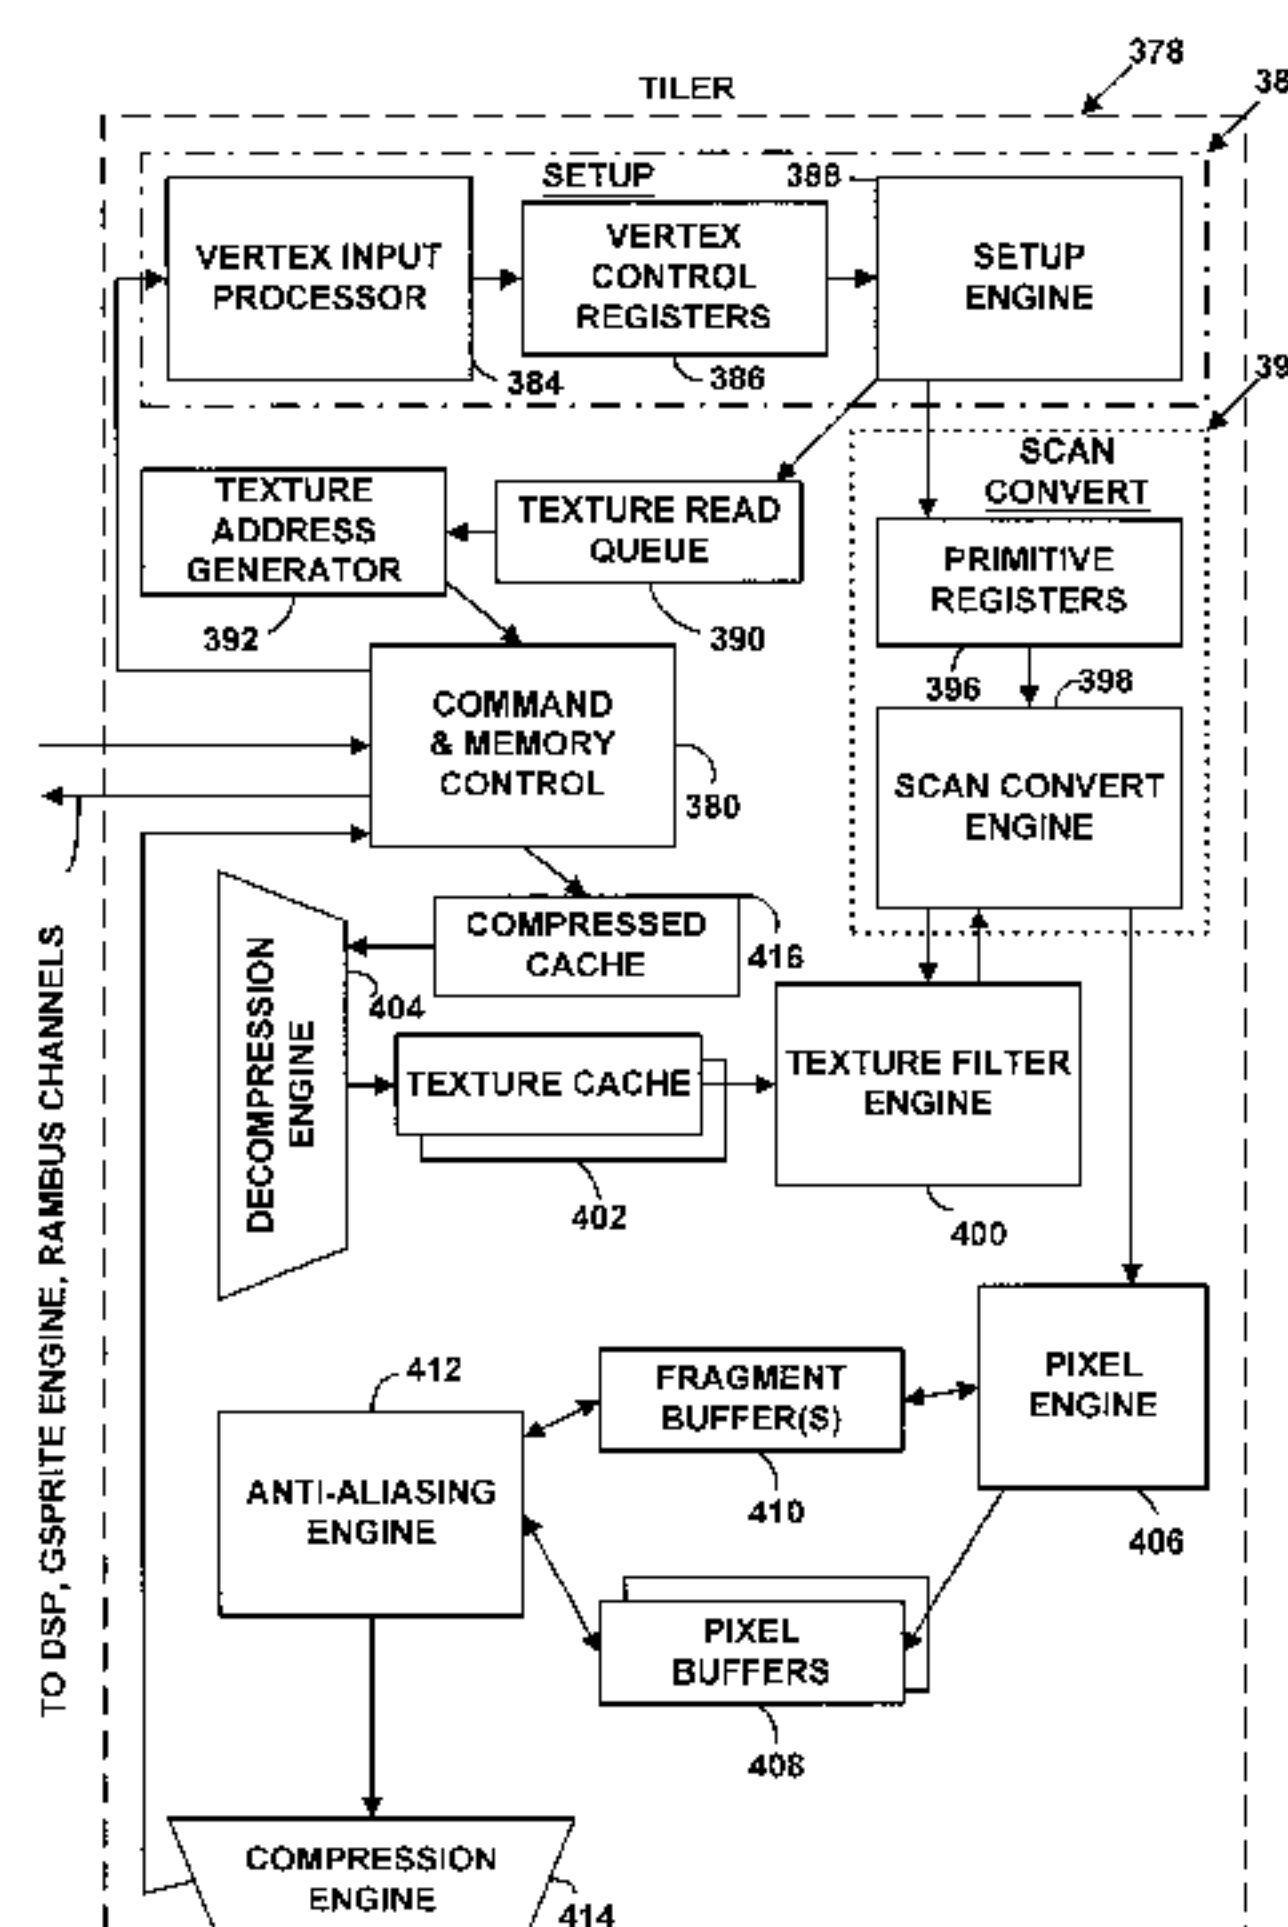 378
TILER
38
SETUP
388
VERTEX INPUT
PROCESSOR
384
VERTEX
CONTROL
REGISTERS
386
SETUP
ENGINE
39
SCAN
CONVERT
TEXTURE
ADDRESS
GENERATOR
392
TEXTURE READ
QUEUE
390
PRIMITIVE
REGISTERS
396
398
COMMAND
& MEMORY
CONTROL
380
SCAN CONVERT
ENGINE
COMPRESSED
CACHE
416
404
DECOMPRESSION
ENGINE
TEXTURE CACHE
402
TEXTURE FILTER
ENGINE
400
TO DSP, GSPRITE ENGINE, RAMBUS CHANNELS
412
FRAGMENT
BUFFER(S)
410
PIXEL
ENGINE
406
ANTI-ALIASING
ENGINE
PIXEL
BUFFERS
408
COMPRESSION
ENGINE
414